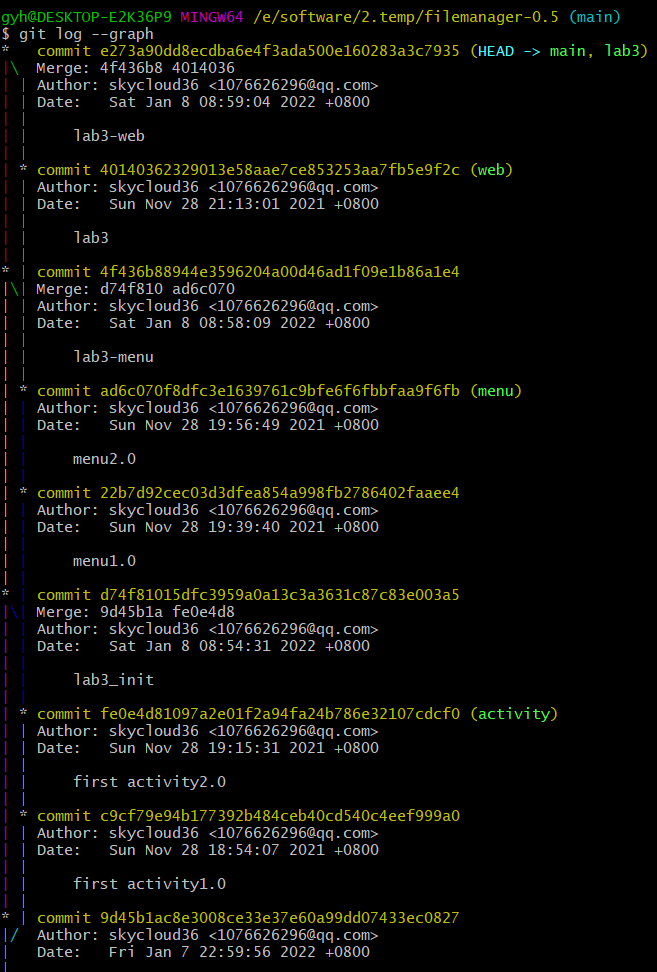 gyh@DESKTOP-E2K36P9 MINGW64 /e/software/2.temp/filemanager-0.5 (main)
$ git log --graph
*   commit e273a90dd8ecdba6e4f3ada500e160283a3c7935 (HEAD -> main, lab3)
|\  Merge: 4f436b8 4014036
| | Author: skycloud36 <1076626296@qq.com>
| | Date:   Sat Jan 8 08:59:04 2022 +0800
| |
| |     lab3-web
| |
| * commit 40140362329013e58aae7ce853253aa7fb5e9f2c (web)
| | Author: skycloud36 <1076626296@qq.com>
| | Date:   Sun Nov 28 21:13:01 2021 +0800
| |
| |     lab3
| |
* | commit 4f436b88944e3596204a00d46ad1f09e1b86a1e4
|\| Merge: d74f810 ad6c070
| | Author: skycloud36 <1076626296@qq.com>
| | Date:   Sat Jan 8 08:58:09 2022 +0800
| |
| |     lab3-menu
| |
| * commit ad6c070f8dfc3e1639761c9bfe6f6fbbfaa9f6fb (menu)
| | Author: skycloud36 <1076626296@qq.com>
| | Date:   Sun Nov 28 19:56:49 2021 +0800
| |
| |     menu2.0
| |
| * commit 22b7d92cec03d3dfea854a998fb2786402faaee4
| | Author: skycloud36 <1076626296@qq.com>
| | Date:   Sun Nov 28 19:39:40 2021 +0800
| |
| |     menu1.0
| |
* | commit d74f81015dfc3959a0a13c3a3631c87c83e003a5
|\| Merge: 9d45b1a fe0e4d8
| | Author: skycloud36 <1076626296@qq.com>
| | Date:   Sat Jan 8 08:54:31 2022 +0800
| |
| |     lab3_init
| |
| * commit fe0e4d81097a2e01f2a94fa24b786e32107cdcf0 (activity)
| | Author: skycloud36 <1076626296@qq.com>
| | Date:   Sun Nov 28 19:15:31 2021 +0800
| |
| |     first activity2.0
| |
| * commit c9cf79e94b177392b484ceb40cd540c4eef999a0
| | Author: skycloud36 <1076626296@qq.com>
| | Date:   Sun Nov 28 18:54:07 2021 +0800
| |
| |     first activity1.0
| |
* | commit 9d45b1ac8e3008ce33e37e60a99dd07433ec0827
|/  Author: skycloud36 <1076626296@qq.com>
|   Date:   Fri Jan 7 22:59:56 2022 +0800